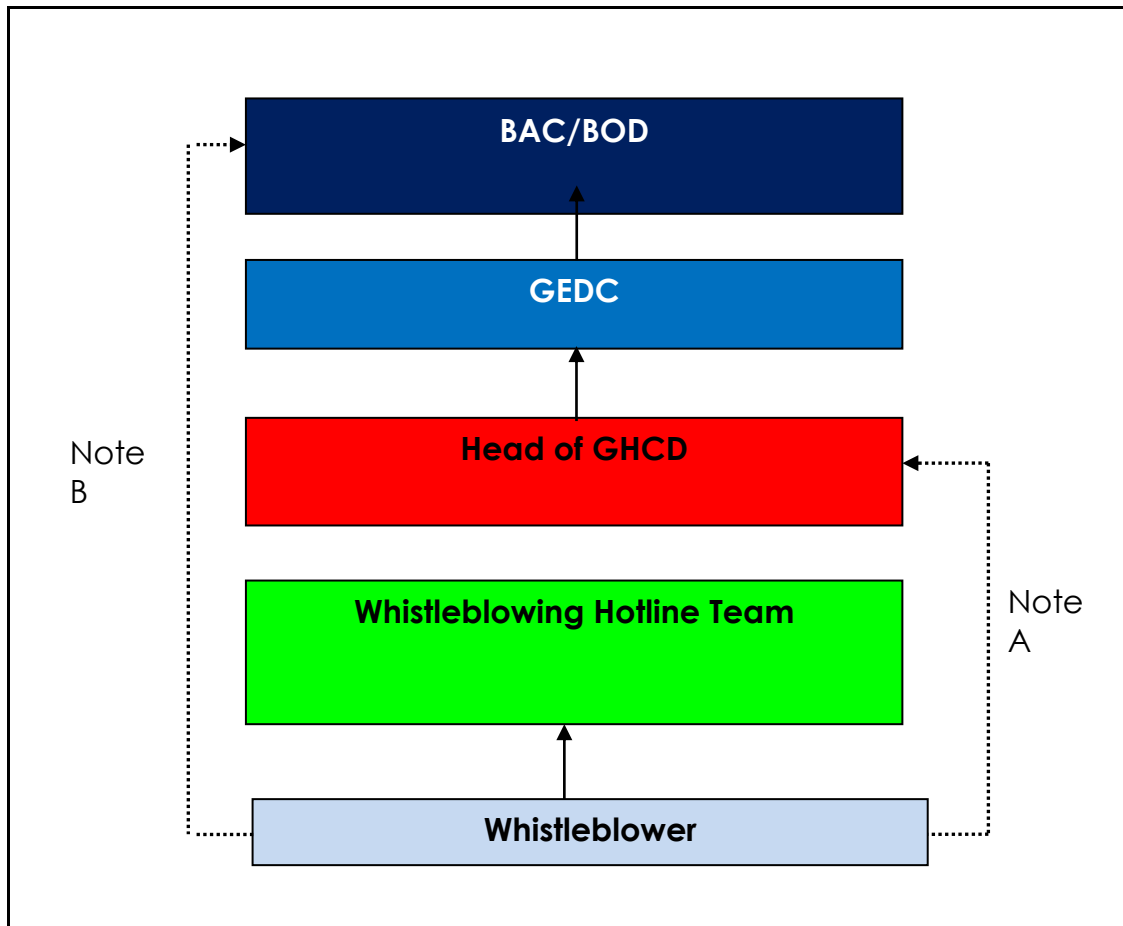 BAC/BOD
GEDC
Note
B
Head of GHCD
Whistleblowing Hotline Team
Note
A
Whistleblower